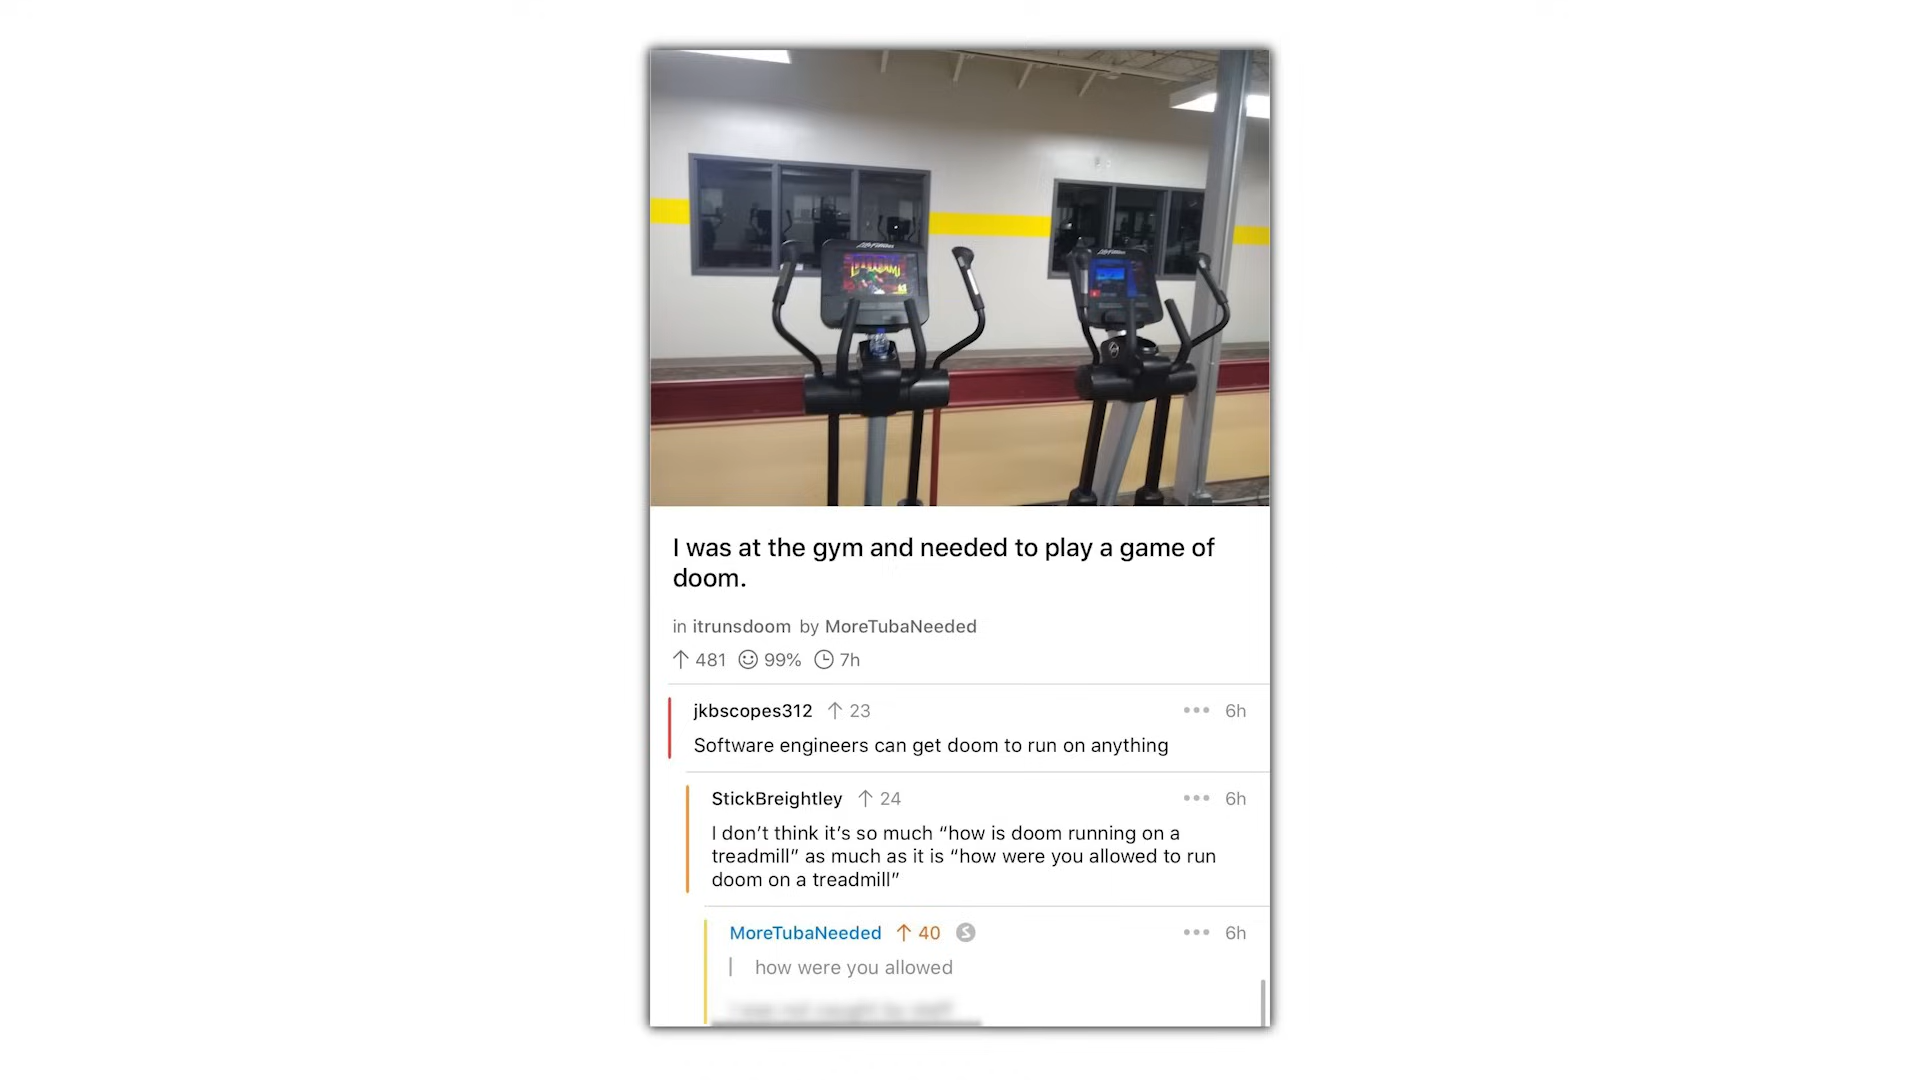 Life Fitness
DOOM
I was at the gym and needed to play a game of
doom.
in itrunsdoom by MoreTubaNeeded
481 99% 7h
jkbscopes312 23 ••• 6h
Software engineers can get doom to run on anything
StickBreightley 24 ••• 6h
I don’t think it’s so much “how is doom running on a
treadmill” as much as it is “how were you allowed to run
doom on a treadmill”
MoreTubaNeeded 40 S ••• 6h
how were you allowed